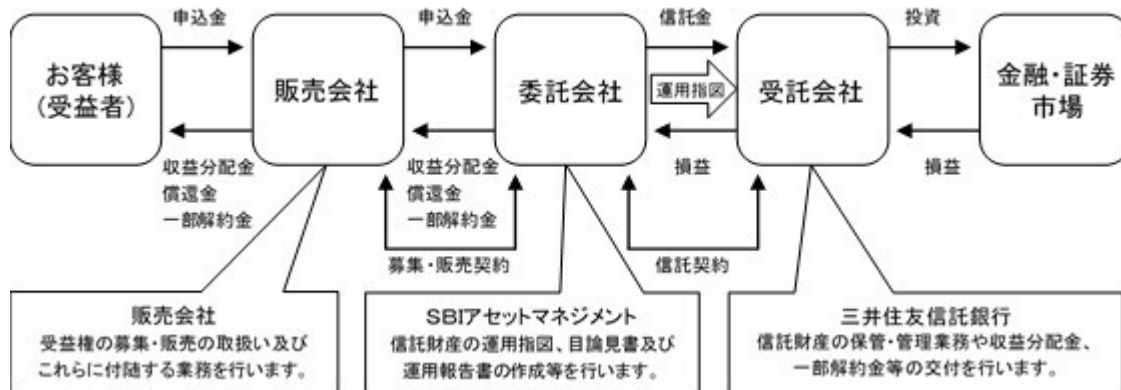 申込金
申込金
信託金
投資
お客様
(受益者)
販売会社
委託会社
運用指図
受託会社
金融・証券
市場
収益分配金
償還金
一部解約金
収益分配金
償還金
一部解約金
損益
損益
募集・販売契約
信託契約
販売会社
受益権の募集・販売の取扱い及び
これらに付随する業務を行います。
SBIアセットマネジメント
信託財産の運用指図、目論見書及び
運用報告書の作成等を行います。
三井住友信託銀行
信託財産の保管・管理業務や収益分配金、
一部解約金等の交付を行います。